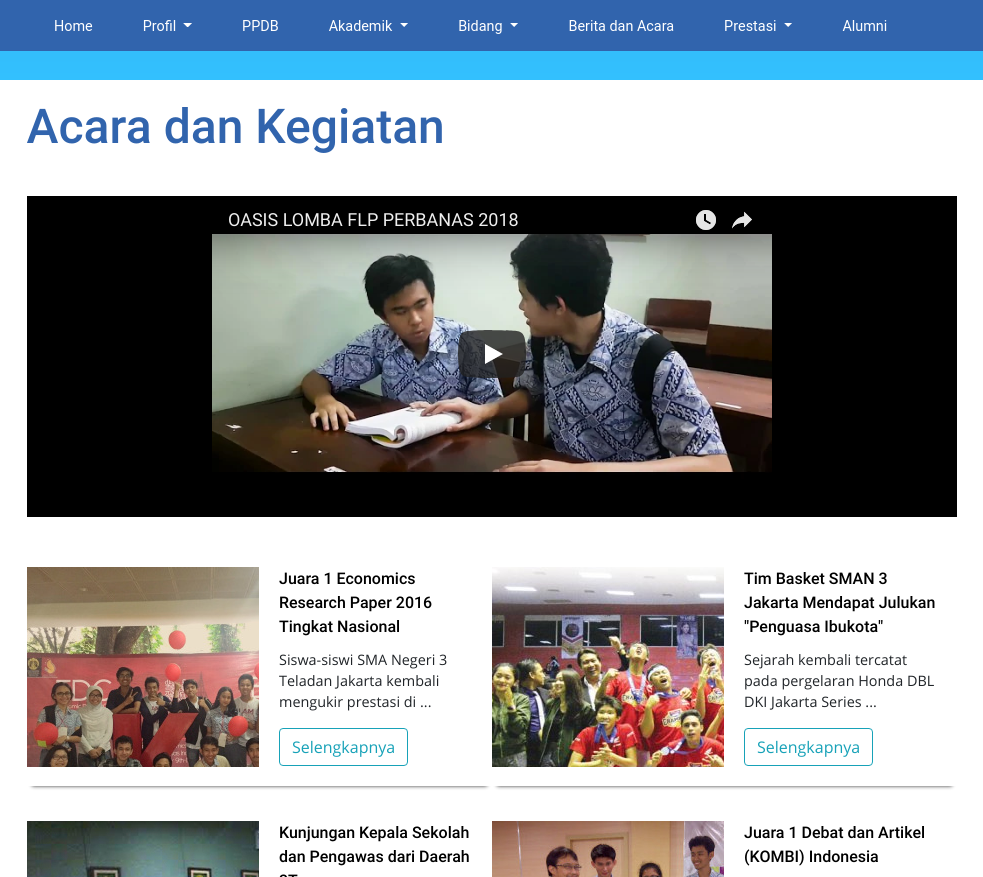 Home
Profil
PPDB
Akademik
Bidang
Berita dan Acara
Prestasi
Alumni
Acara dan Kegiatan
OASIS LOMBA FLP PERBANAS 2018
Juara 1 Economics
Research Paper 2016
Tingkat Nasional
Siswa-siswi SMA Negeri 3
Teladan Jakarta kembali
mengukir prestasi di ...
Selengkapnya
Tim Basket SMAN 3
Jakarta Mendapat Julukan
"Penguasa Ibukota"
Sejarah kembali tercatat
pada pergelaran Honda DBL
DKI Jakarta Series ...
Selengkapnya
Kunjungan Kepala Sekolah
dan Pengawas dari Daerah
Juara 1 Debat dan Artikel
(KOMBI) Indonesia